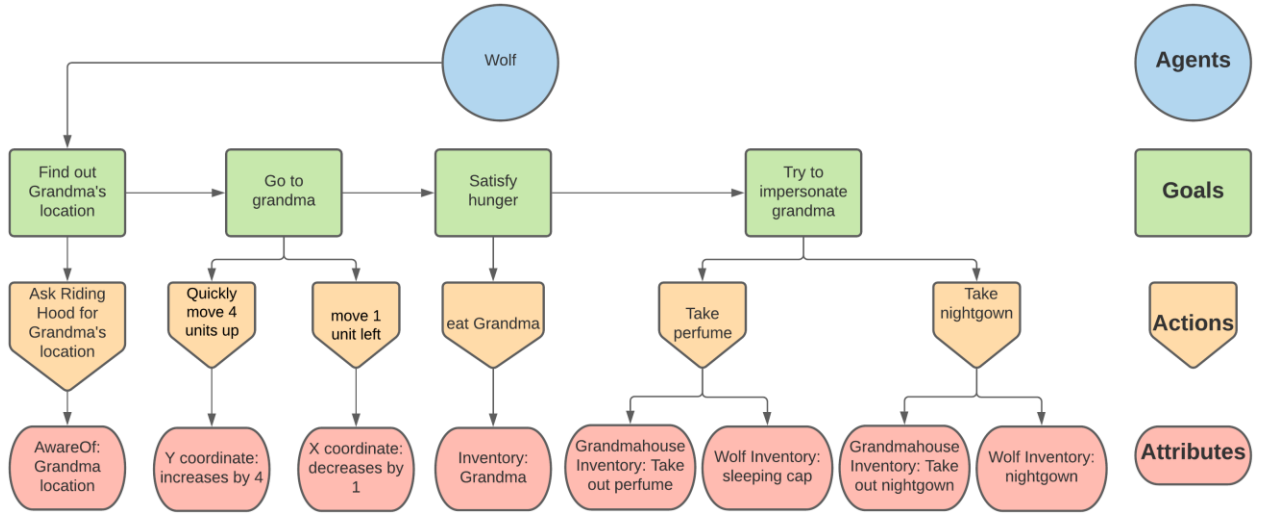 Wolf
Agents
Find out
Grandma's
location
Go to
grandma
Satisfy
hunger
Try to
impersonate
grandma
Goals
Ask Riding
Hood for
Grandma's
location
Quickly
move 4
units up
move 1
unit left
eat Grandma
Take
perfume
Take
nightgown
Actions
AwareOf:
Grandma
location
Y coordinate:
increases by 4
X coordinate:
decreases by
1
Inventory:
Grandma
Grandmahouse
Inventory: Take
out perfume
Wolf Inventory:
sleeping cap
Grandmahouse
Inventory: Take
out nightgown
Wolf Inventory:
nightgown
Attributes